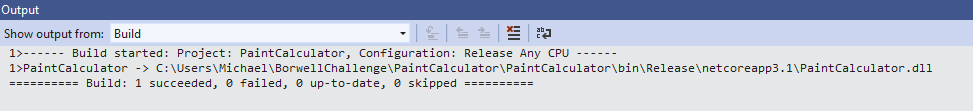 Output
Show output from: Build
1>------ Build started: Project: PaintCalculator, Configuration: Release Any CPU ------
1>PaintCalculator -> C:\Users\Michael\BorwellChallenge\PaintCalculator\PaintCalculator\bin\Release\netcoreapp3.1\PaintCalculator.dll
========== Build: 1 succeeded, 0 failed, 0 up-to-date, 0 skipped ==========